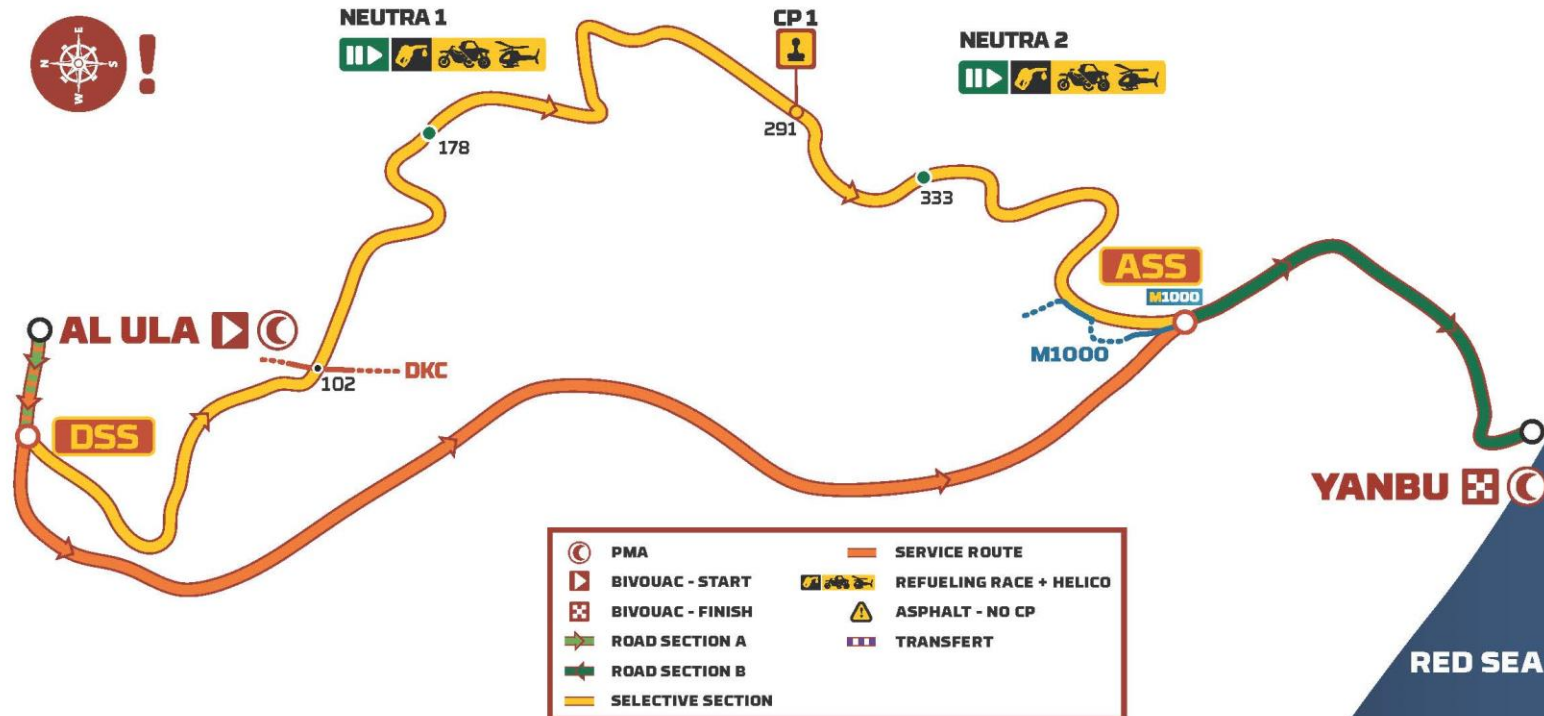 E
N
S
W
!
NEUTRA 1
CP 1
NEUTRA 2
178
291
333
ASS
M1000
M1000
AL ULA
DKC
102
DSS
YANBU
PMA
BIVOUAC - START
BIVOUAC - FINISH
ROAD SECTION A
ROAD SECTION B
SELECTIVE SECTION
SERVICE ROUTE
REFUELING RACE + HELICO
ASPHALT - NO CP
TRANSFERT
RED SEA